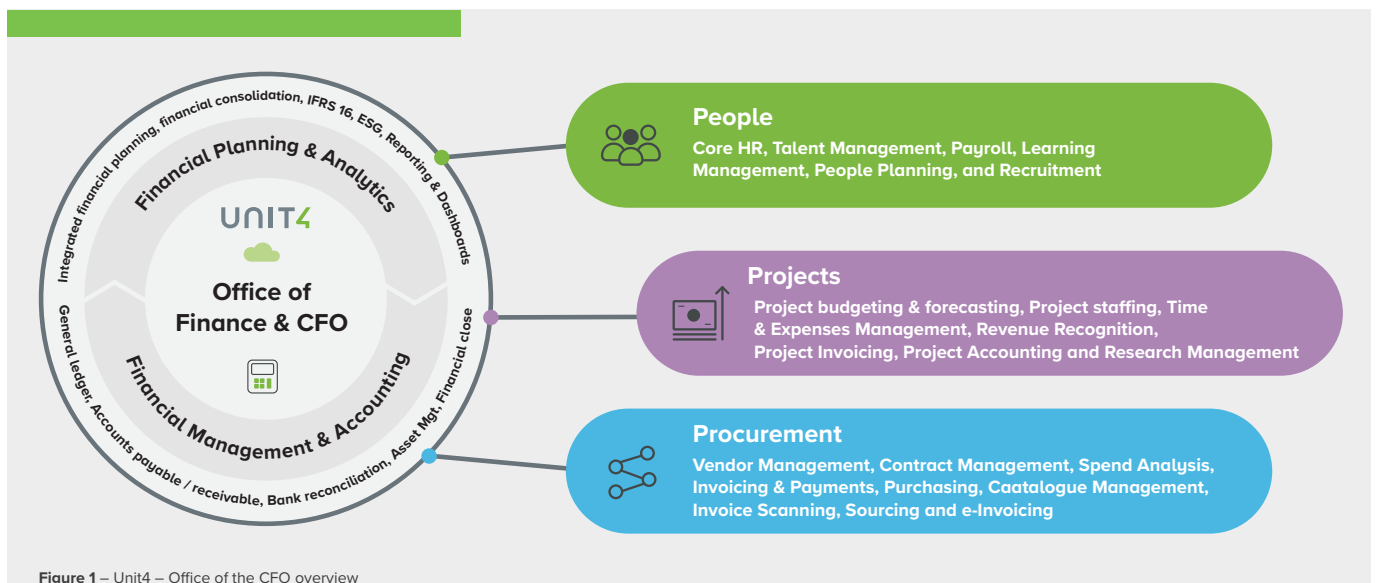 Integrated financial planning, financial consolidation, IFRS 16, ESG, Reporting & Dashboards
Financial Planning & Analytics
UNIT4
Office of
Finance & CFO
Financial Management & Accounting
General ledger, Accounts payable / receivable, Bank reconciliation, Asset Mgt, Financial close
People
Core HR, Talent Management, Payroll, Learning
Management, People Planning, and Recruitment
Projects
Project budgeting & forecasting, Project staffing, Time
& Expenses Management, Revenue Recognition,
Project Invoicing, Project Accounting and Research Management
Procurement
Vendor Management, Contract Management, Spend Analysis,
Invoicing & Payments, Purchasing, Caatalogue Management,
Invoice Scanning, Sourcing and e-Invoicing
Figure 1 – Unit4 – Office of the CFO overview